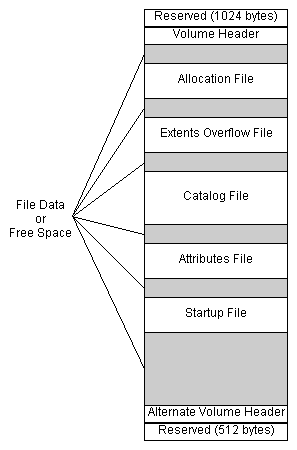 Reserved (1024 bytes)
Volume Header
Allocation File
Extents Overflow File
Catalog File
File Data
or
Free Space
Attributes File
Startup File
Alternate Volume Header
Reserved (512 bytes)